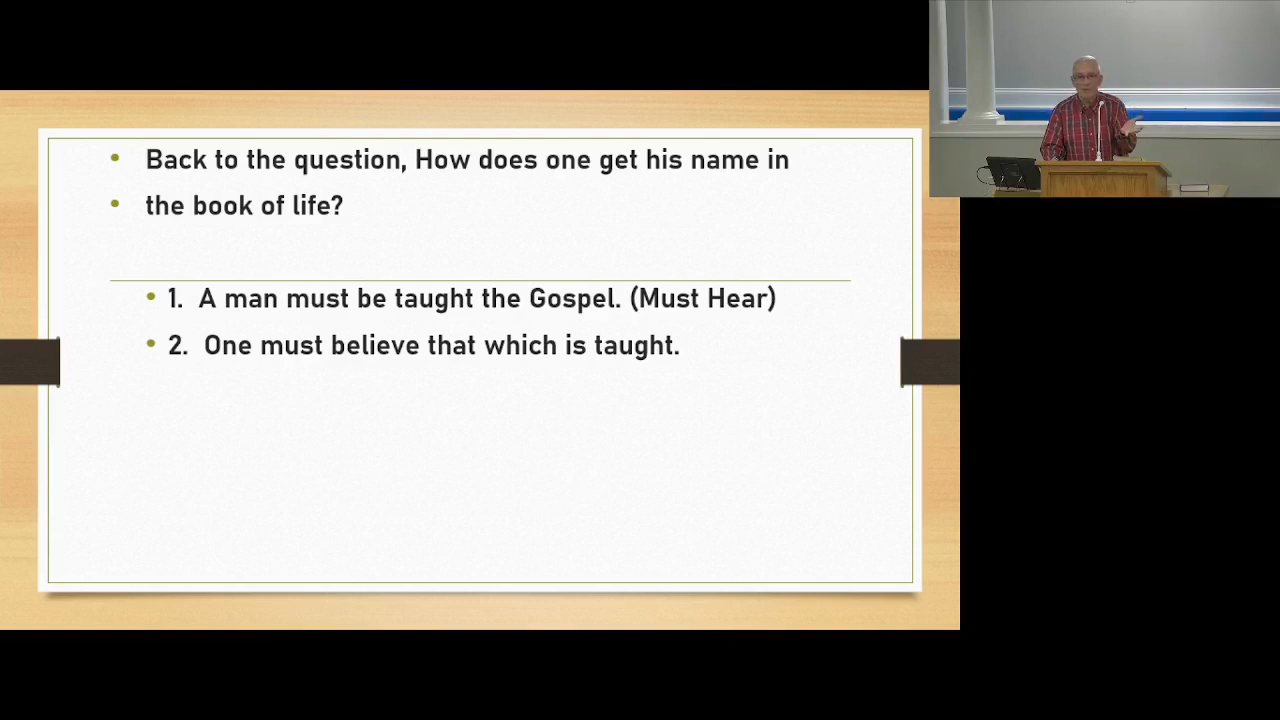 • Back to the question, How does one get his name in
• the book of life?
• 1. A man must be taught the Gospel. (Must Hear)
• 2. One must believe that which is taught.